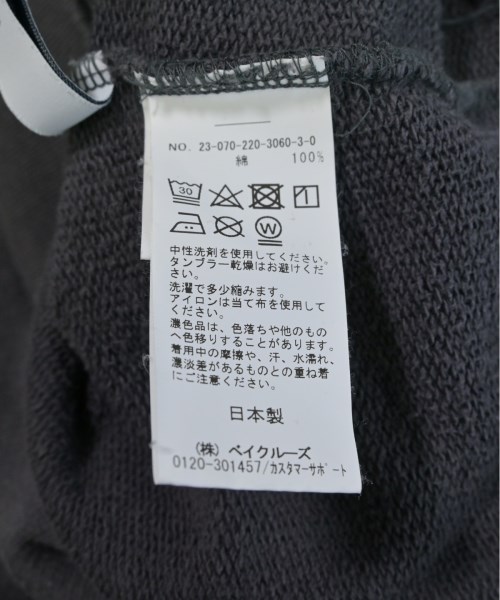 NO. 23-070-220-3060-3-0
綿 100%
30
W
中性洗剤を使用してください。
タンブラー乾燥はお避けくだ
さい。
洗濯で多少縮みます。
アイロンは当て布を使用して
ください。
濃色品は、色落ちや他のもの
へ色移りすることがあります。
着用中の摩擦や、汗、水濡れ、
濃淡差があるものとの重ね着
にご注意ください。
日本製
(株) ベイクルーズ
0120-301457/カスタマーサポート